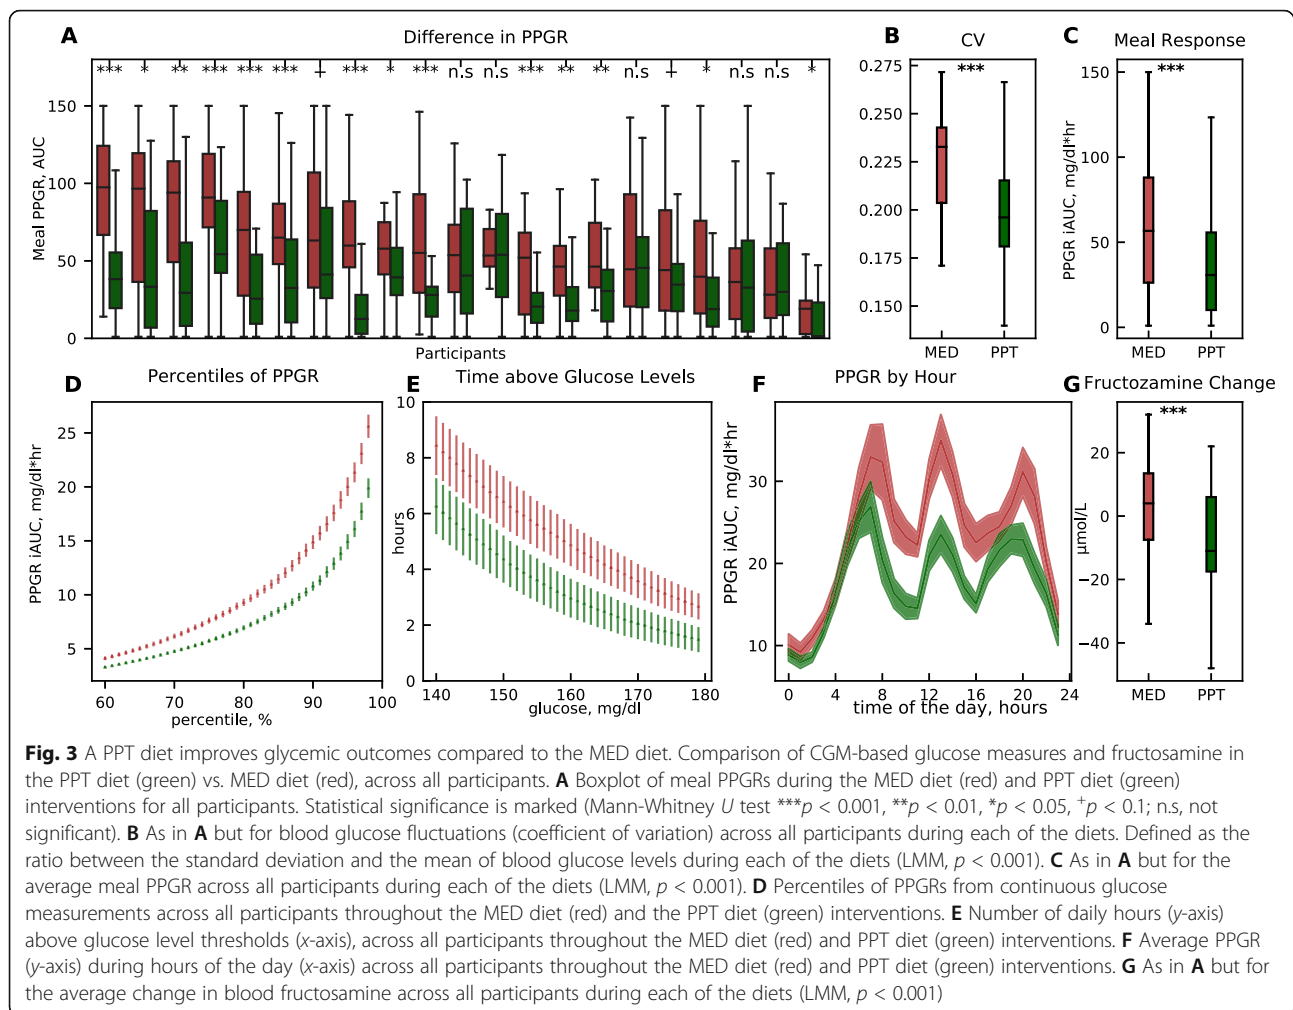 A
Difference in PPGR
*** * ** *** *** *** + *** * *** n.s n.s *** ** ** n.s + * n.s n.s *
Meal PPGR, AUC
150
100
50
0
Participants
B
CV
***
0.275
0.250
0.225
0.200
0.175
0.150
MED PPT
C
Meal Response
***
PPGR iAUC, mg/dl*hr
150
100
50
0
MED PPT
D
Percentiles of PPGR
PPGR iAUC, mg/dl*hr
25
20
15
10
5
60 70 80 90 100
percentile, %
E
Time above Glucose Levels
hours
10
8
6
4
2
0
140 150 160 170 180
glucose, mg/dl
F
PPGR by Hour
PPGR iAUC, mg/dl*hr
30
20
10
0 4 8 12 16 20 24
time of the day, hours
G
Fructozamine Change
***
μmol/L
20
0
−20
−40
MED PPT
Fig. 3 A PPT diet improves glycemic outcomes compared to the MED diet. Comparison of CGM-based glucose measures and fructosamine in
the PPT diet (green) vs. MED diet (red), across all participants. A Boxplot of meal PPGRs during the MED diet (red) and PPT diet (green)
interventions for all participants. Statistical significance is marked (Mann-Whitney U test ***p < 0.001, **p < 0.01, *p < 0.05, +p < 0.1; n.s, not
significant). B As in A but for blood glucose fluctuations (coefficient of variation) across all participants during each of the diets. Defined as the
ratio between the standard deviation and the mean of blood glucose levels during each of the diets (LMM, p < 0.001). C As in A but for the
average meal PPGR across all participants during each of the diets (LMM, p < 0.001). D Percentiles of PPGRs from continuous glucose
measurements across all participants throughout the MED diet (red) and the PPT diet (green) interventions. E Number of daily hours (y-axis)
above glucose level thresholds (x-axis), across all participants throughout the MED diet (red) and PPT diet (green) interventions. F Average PPGR
(y-axis) during hours of the day (x-axis) across all participants throughout the MED diet (red) and PPT diet (green) interventions. G As in A but for
the average change in blood fructosamine across all participants during each of the diets (LMM, p < 0.001)